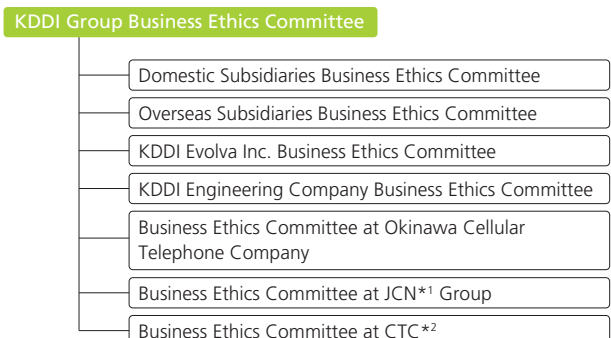 KDDI Group Business Ethics Committee
Domestic Subsidiaries Business Ethics Committee
Overseas Subsidiaries Business Ethics Committee
KDDI Evolva Inc. Business Ethics Committee
KDDI Engineering Company Business Ethics Committee
Business Ethics Committee at Okinawa Cellular
Telephone Company
Business Ethics Committee at JCN*1 Group
Business Ethics Committee at CTC*2